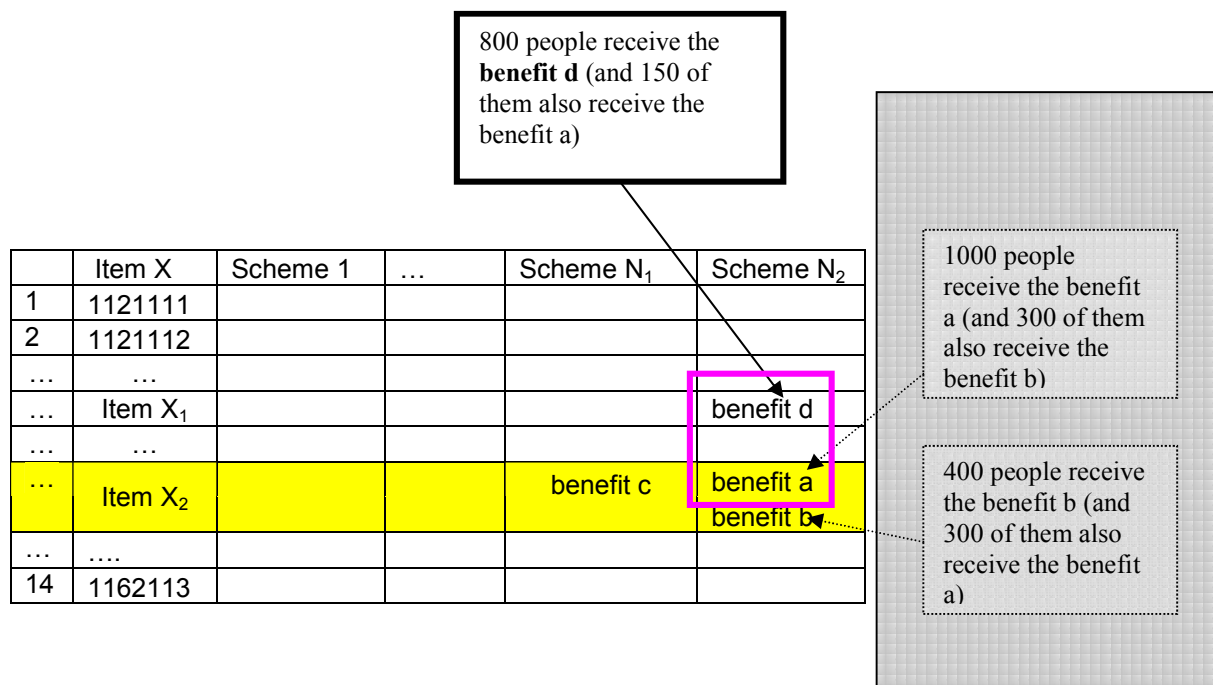 800 people receive the
benefit d (and 150 of
them also receive the
benefit a)
Item X Scheme 1 … Scheme N₁ Scheme N₂
1 1121111
2 1121112
… …
… Item X₁ benefit d
… …
… Item X₂ benefit c benefit a
benefit b
… ….
14 1162113
1000 people
receive the benefit
a (and 300 of them
also receive the
benefit b)
400 people receive
the benefit b (and
300 of them also
receive the benefit
a)